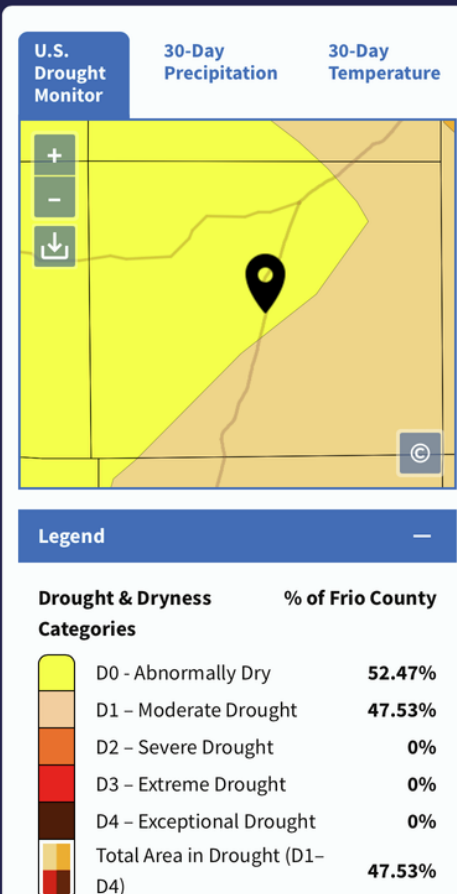 U.S.
Drought
Monitor
30-Day
Precipitation
30-Day
Temperature
+
−
©
Legend
—
Drought & Dryness
Categories
% of Frio County
D0 - Abnormally Dry 52.47%
D1 – Moderate Drought 47.53%
D2 – Severe Drought 0%
D3 – Extreme Drought 0%
D4 – Exceptional Drought 0%
Total Area in Drought (D1–
D4) 47.53%